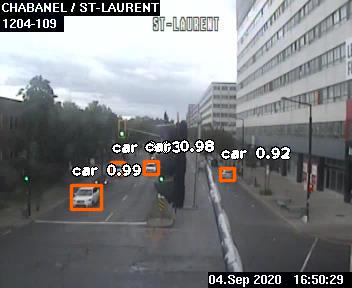 CHABANEL / ST-LAURENT
1204-109
ST-LAURENT
car 0.98
car 0.92
car 0.99
04.Sep 2020 16:50:29